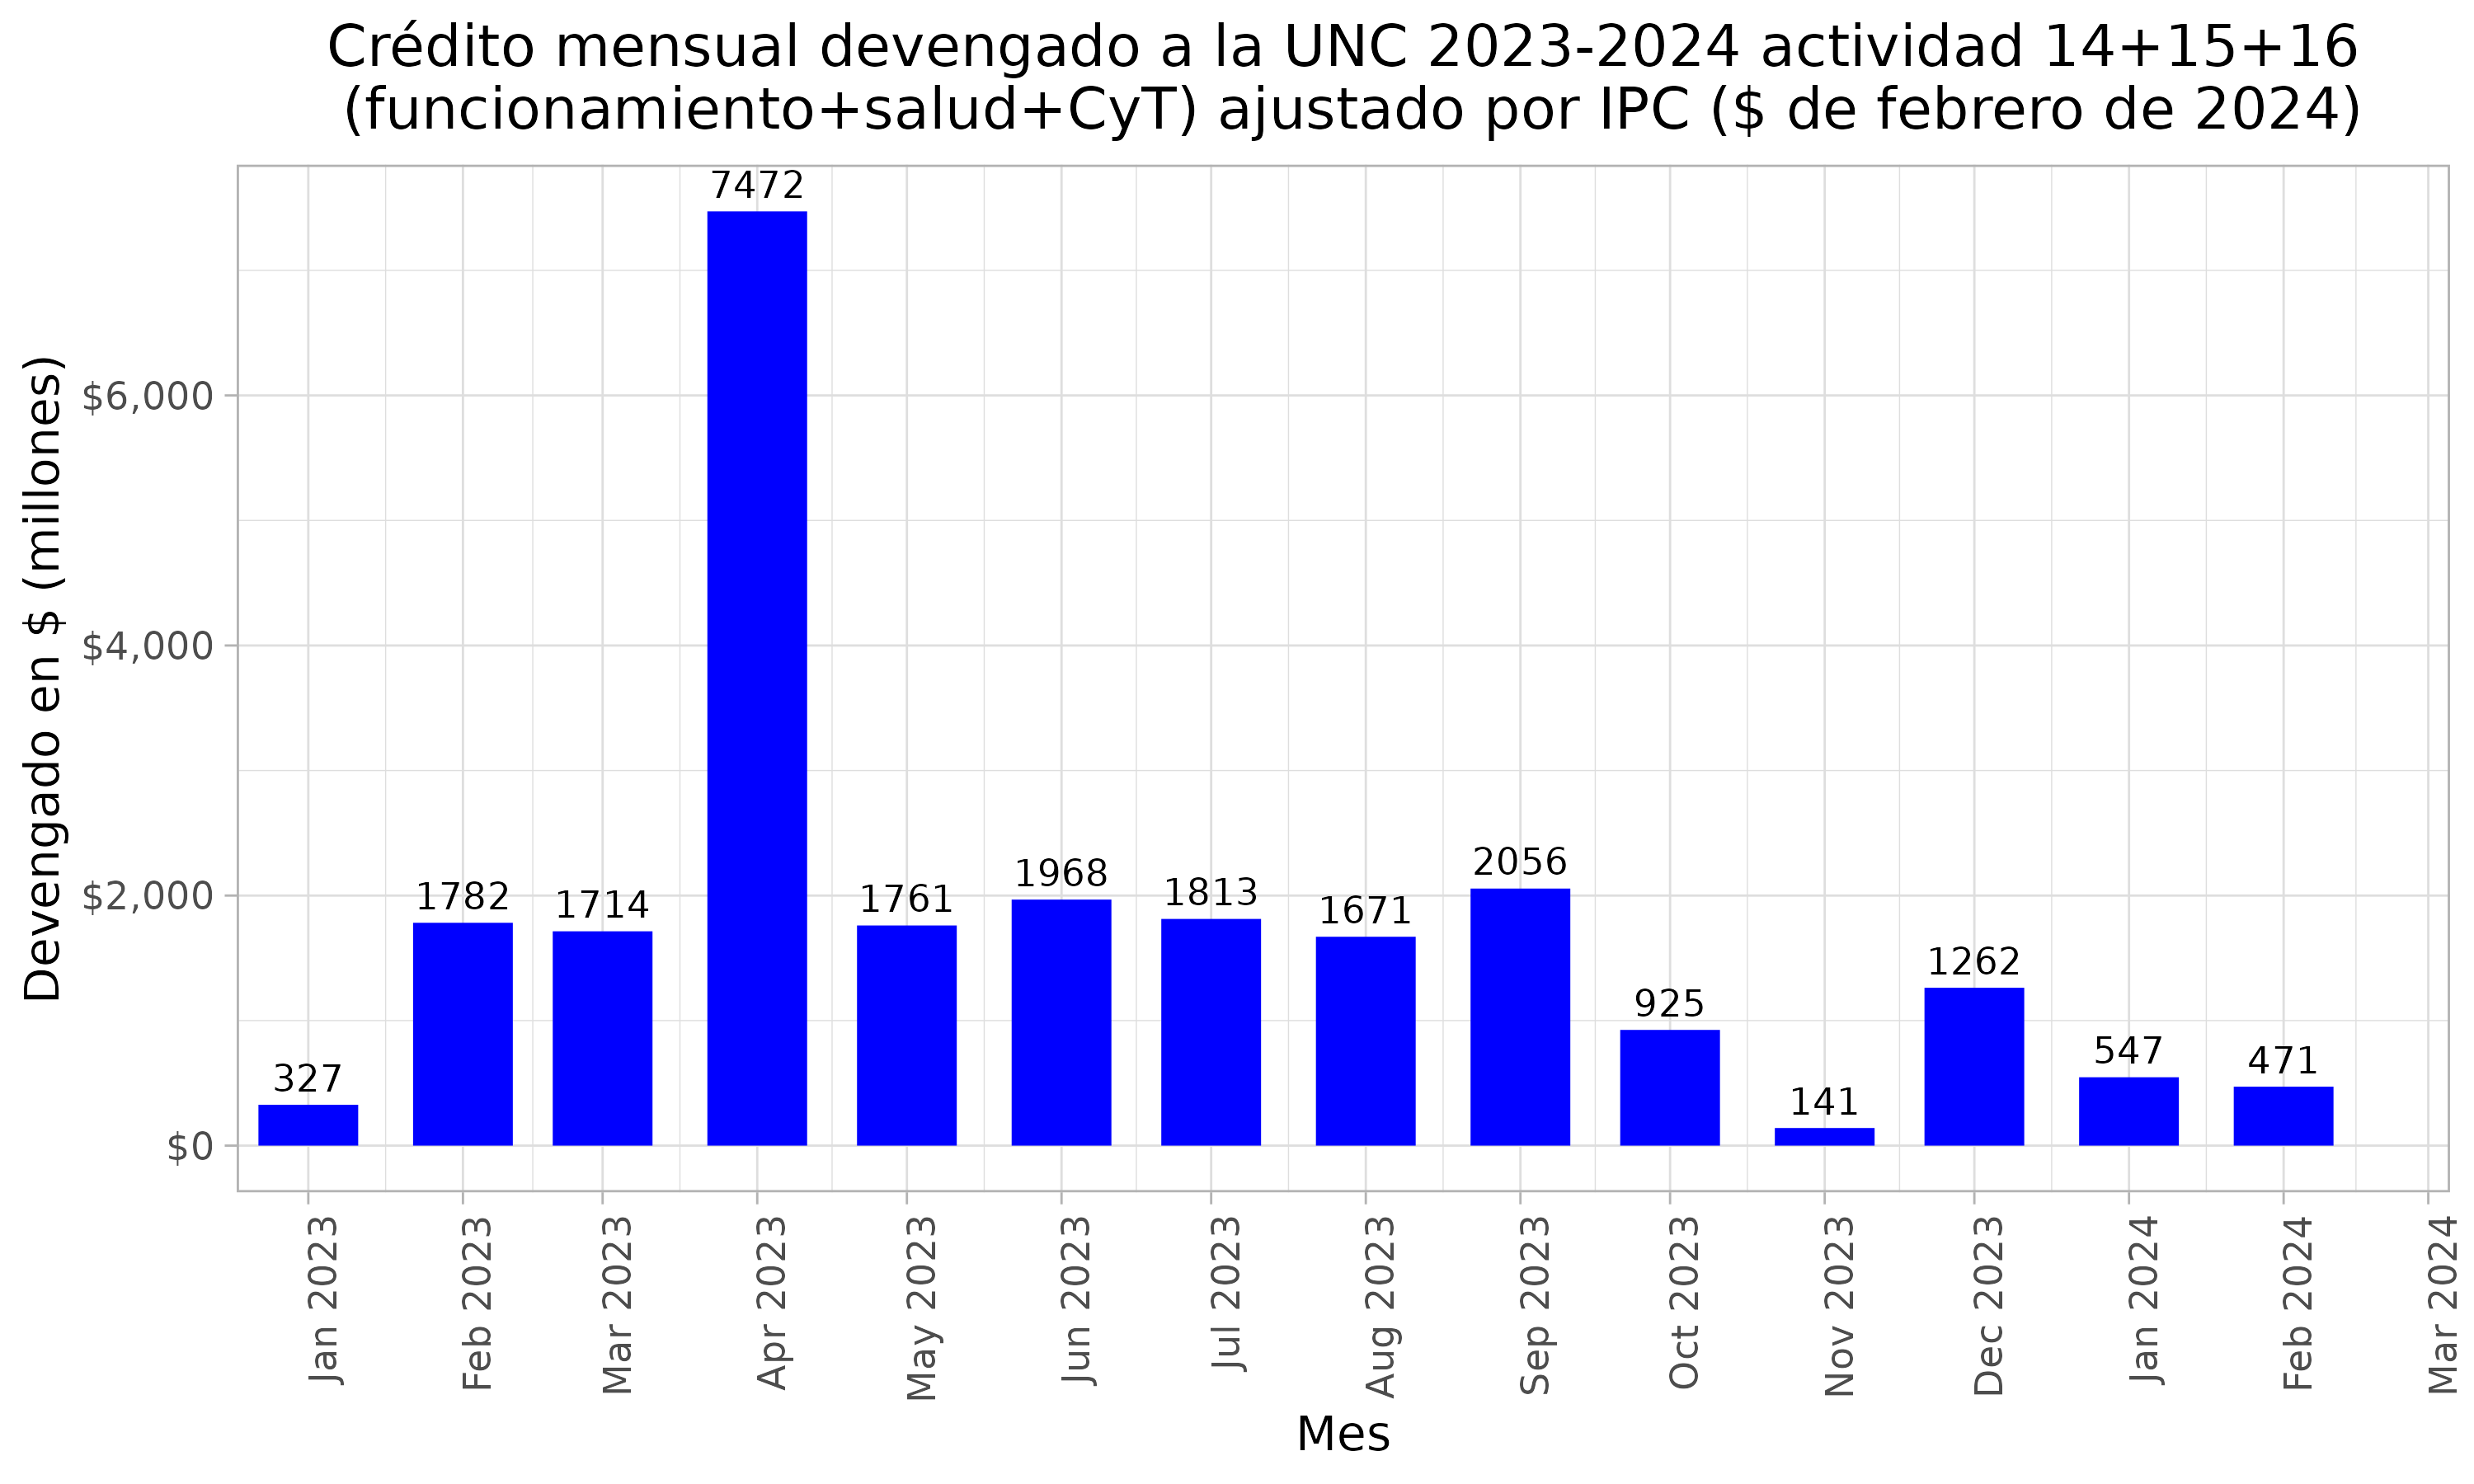 Crédito mensual devengado a la UNC 2023-2024 actividad 14+15+16
(funcionamiento+salud+CyT) ajustado por IPC ($ de febrero de 2024)
Devengado en $ (millones)
$6,000
$4,000
$2,000
$0
327
1782
1714
7472
1761
1968
1813
1671
2056
925
141
1262
547
471
Jan 2023
Feb 2023
Mar 2023
Apr 2023
May 2023
Jun 2023
Jul 2023
Aug 2023
Sep 2023
Oct 2023
Nov 2023
Dec 2023
Jan 2024
Feb 2024
Mar 2024
Mes